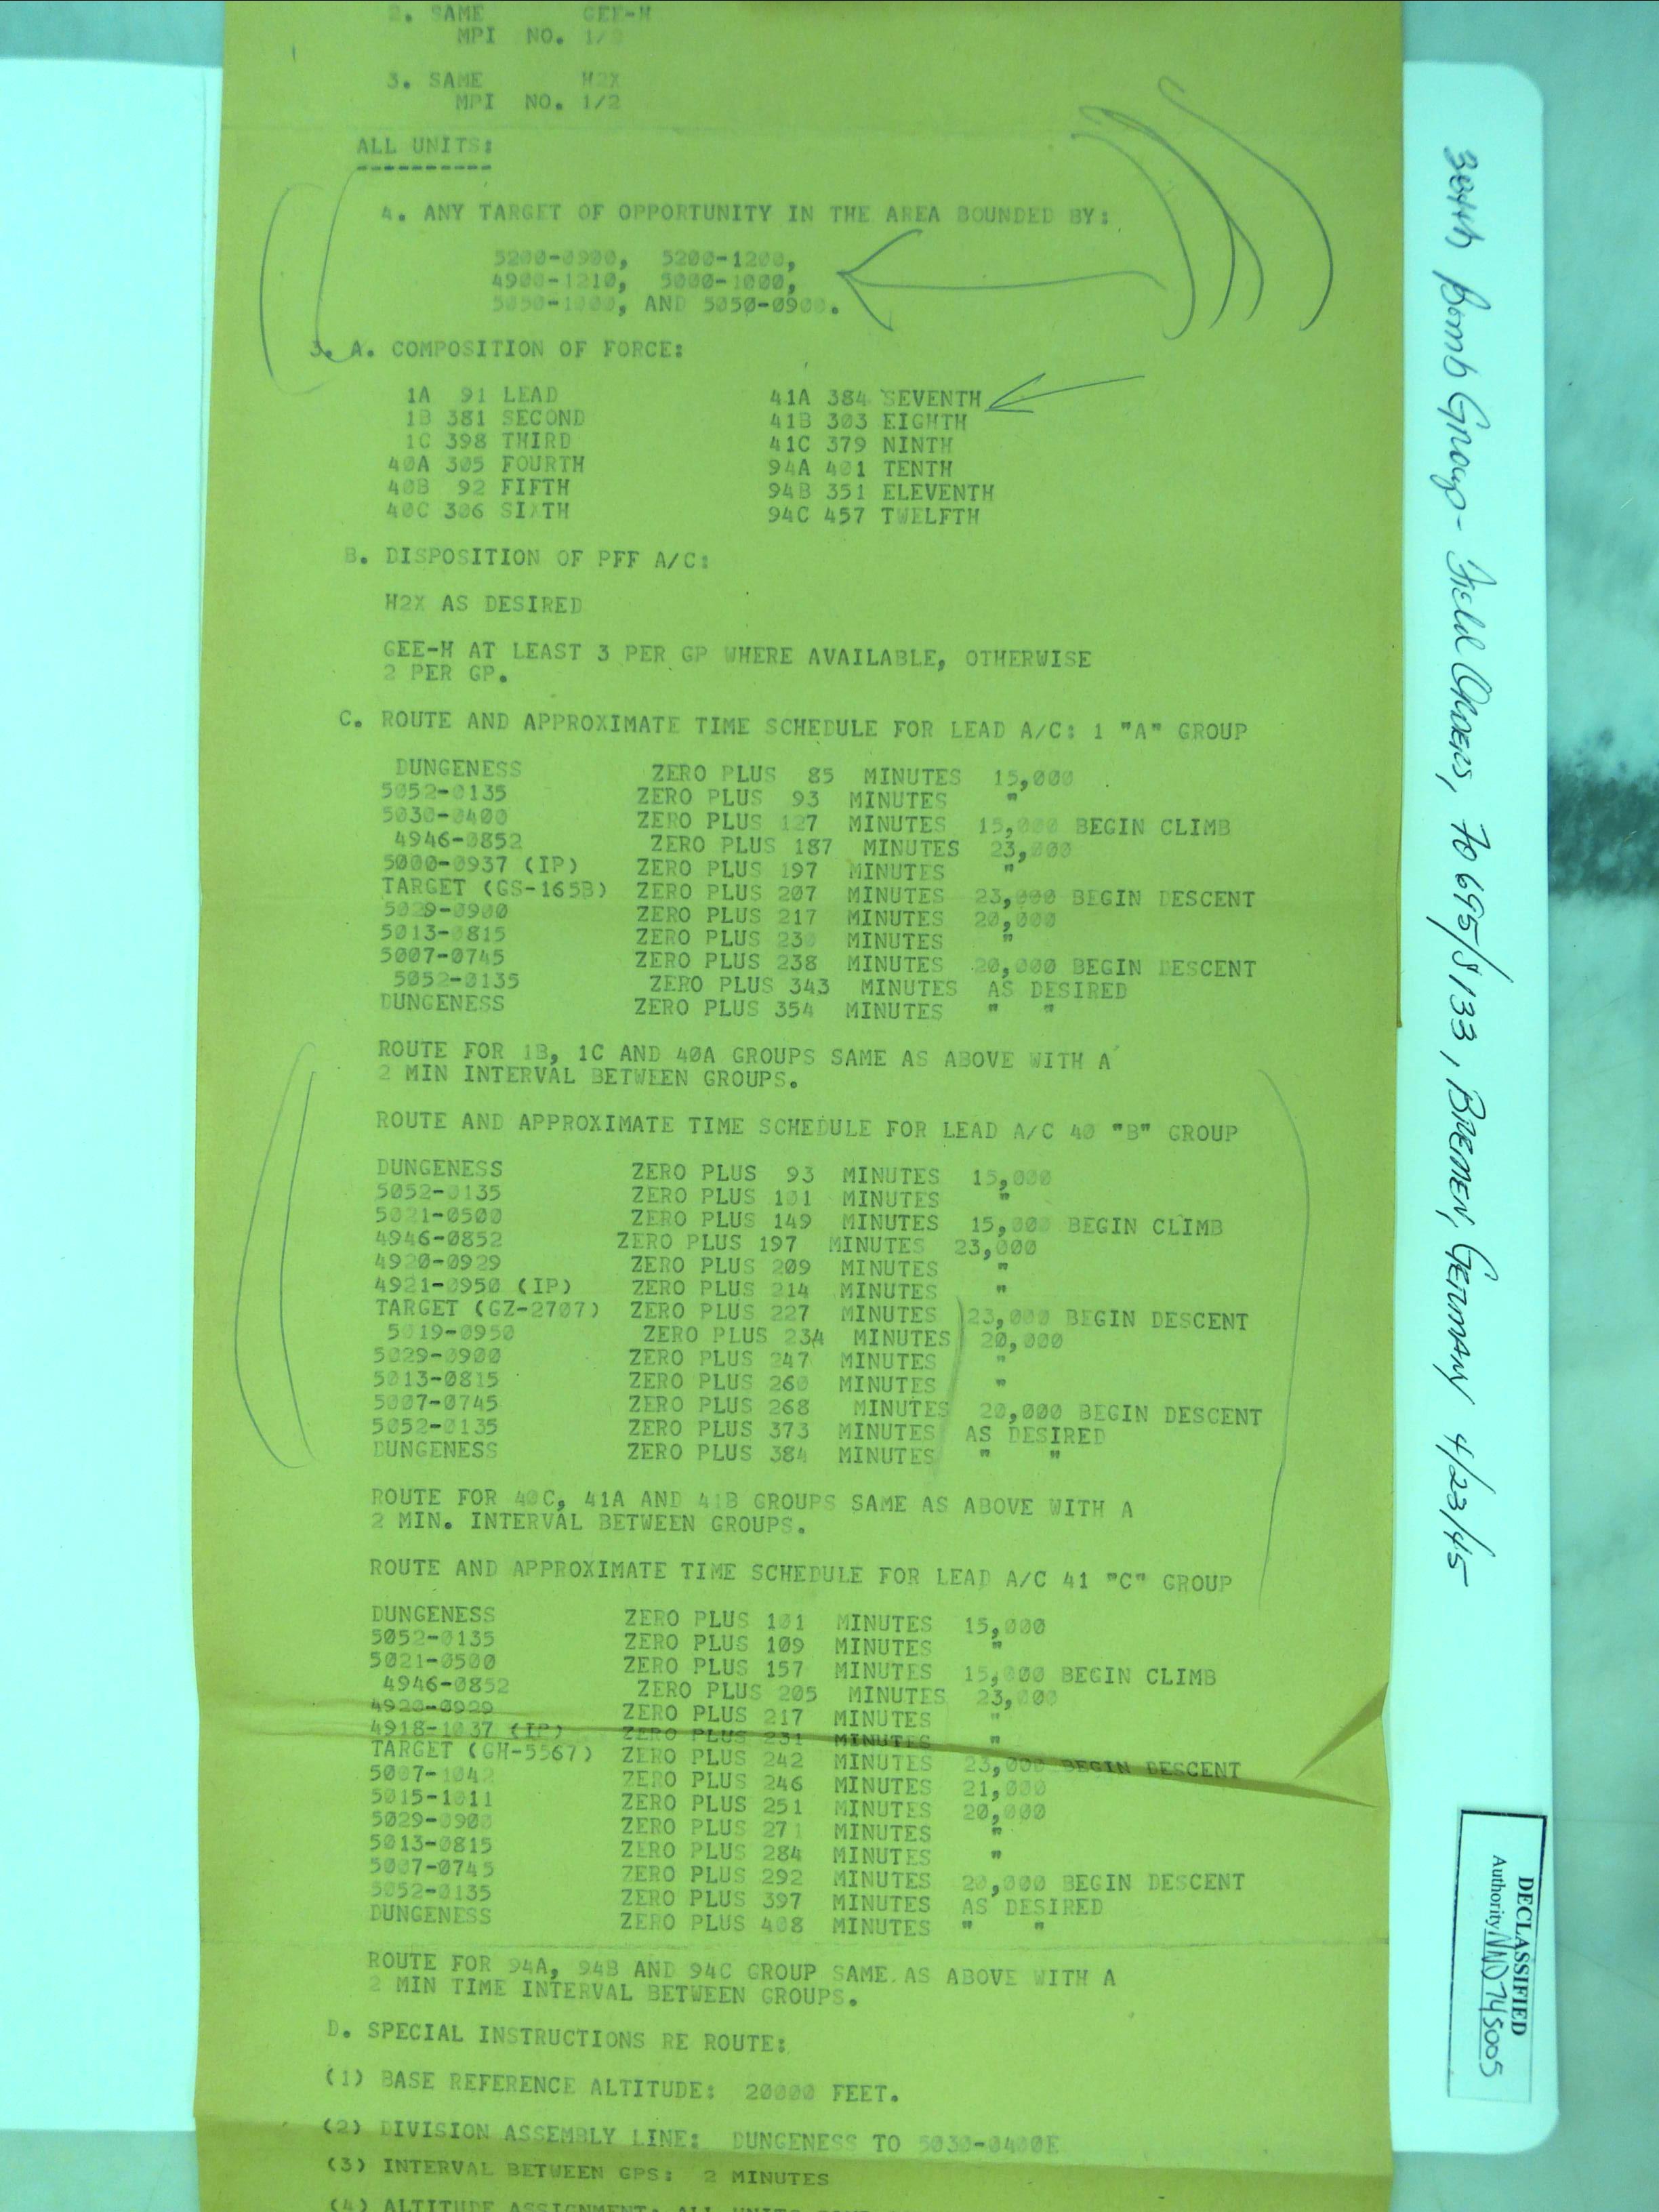 2. SAME GEE-H
MPI NO. 1/
3. SAME H2X
MPI NO. 1/2
ALL UNITS:
----------
4. ANY TARGET OF OPPORTUNITY IN THE AREA BOUNDED BY:
5200-0900, 5200-1200,
4900-1210, 5000-1000,
5050-1000, AND 5050-0900.
3. A. COMPOSITION OF FORCE:
1A 91 LEAD 41A 384 SEVENTH
1B 381 SECOND 41B 303 EIGHTH
1C 398 THIRD 41C 379 NINTH
40A 305 FOURTH 94A 401 TENTH
40B 92 FIFTH 94B 351 ELEVENTH
40C 306 SIXTH 94C 457 TWELFTH
B. DISPOSITION OF PFF A/C:
H2X AS DESIRED
GEE-H AT LEAST 3 PER GP WHERE AVAILABLE, OTHERWISE
2 PER GP.
C. ROUTE AND APPROXIMATE TIME SCHEDULE FOR LEAD A/C: 1 "A" GROUP
DUNGENESS ZERO PLUS 85 MINUTES 15,000
5052-0135 ZERO PLUS 93 MINUTES "
5030-0400 ZERO PLUS 127 MINUTES 15,000 BEGIN CLIMB
4946-0852 ZERO PLUS 187 MINUTES 23,000
5000-0937 (IP) ZERO PLUS 197 MINUTES "
TARGET (GS-165B) ZERO PLUS 207 MINUTES 23,000 BEGIN DESCENT
5029-0900 ZERO PLUS 217 MINUTES 20,000
5013-0815 ZERO PLUS 230 MINUTES "
5007-0745 ZERO PLUS 238 MINUTES 20,000 BEGIN DESCENT
5052-0135 ZERO PLUS 343 MINUTES AS DESIRED
DUNGENESS ZERO PLUS 354 MINUTES " "
ROUTE FOR 1B, 1C AND 40A GROUPS SAME AS ABOVE WITH A
2 MIN INTERVAL BETWEEN GROUPS.
ROUTE AND APPROXIMATE TIME SCHEDULE FOR LEAD A/C 40 "B" GROUP
DUNGENESS ZERO PLUS 93 MINUTES 15,000
5052-0135 ZERO PLUS 101 MINUTES "
5021-0500 ZERO PLUS 149 MINUTES 15,000 BEGIN CLIMB
4946-0852 ZERO PLUS 197 MINUTES 23,000
4920-0929 ZERO PLUS 209 MINUTES "
4921-0950 (IP) ZERO PLUS 214 MINUTES "
TARGET (GZ-2707) ZERO PLUS 227 MINUTES 23,000 BEGIN DESCENT
5019-0950 ZERO PLUS 234 MINUTES 20,000
5029-0900 ZERO PLUS 247 MINUTES "
5013-0815 ZERO PLUS 260 MINUTES "
5007-0745 ZERO PLUS 268 MINUTES 20,000 BEGIN DESCENT
5052-0135 ZERO PLUS 373 MINUTES AS DESIRED
DUNGENESS ZERO PLUS 384 MINUTES " "
ROUTE FOR 40C, 41A AND 41B GROUPS SAME AS ABOVE WITH A
2 MIN. INTERVAL BETWEEN GROUPS.
ROUTE AND APPROXIMATE TIME SCHEDULE FOR LEAD A/C 41 "C" GROUP
DUNGENESS ZERO PLUS 101 MINUTES 15,000
5052-0135 ZERO PLUS 109 MINUTES "
5021-0500 ZERO PLUS 157 MINUTES 15,000 BEGIN CLIMB
4946-0852 ZERO PLUS 205 MINUTES 23,000
4920-0929 ZERO PLUS 217 MINUTES "
4918-1037 (IP) ZERO PLUS 231 MINUTES "
TARGET (GH-5567) ZERO PLUS 242 MINUTES 23,000 BEGIN DESCENT
5007-1042 ZERO PLUS 246 MINUTES 21,000
5015-1011 ZERO PLUS 251 MINUTES 20,000
5029-0900 ZERO PLUS 271 MINUTES "
5013-0815 ZERO PLUS 284 MINUTES "
5007-0745 ZERO PLUS 292 MINUTES 20,000 BEGIN DESCENT
5052-0135 ZERO PLUS 397 MINUTES AS DESIRED
DUNGENESS ZERO PLUS 408 MINUTES " "
ROUTE FOR 94A, 94B AND 94C GROUP SAME AS ABOVE WITH A
2 MIN TIME INTERVAL BETWEEN GROUPS.
D. SPECIAL INSTRUCTIONS RE ROUTE:
(1) BASE REFERENCE ALTITUDE: 20000 FEET.
(2) DIVISION ASSEMBLY LINE: DUNGENESS TO 5030-0400E
(3) INTERVAL BETWEEN GPS: 2 MINUTES
(4) ALTITUDE ASSIGNMENT: ALL UNITS
384th Bomb Group - Field Orders, FO 695/S133, BREMEN, GERMANY 4/23/45
DECLASSIFIED
Authority NND 745005